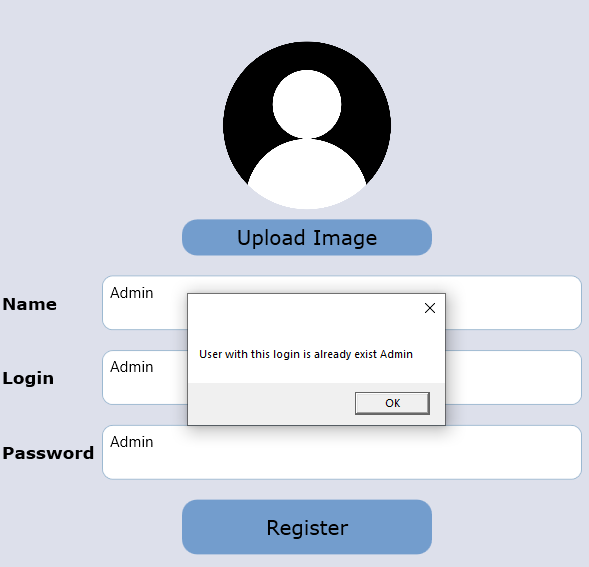 Upload Image
Name
Admin
User with this login is already exist Admin
Login
Admin
OK
Password
Admin
Register